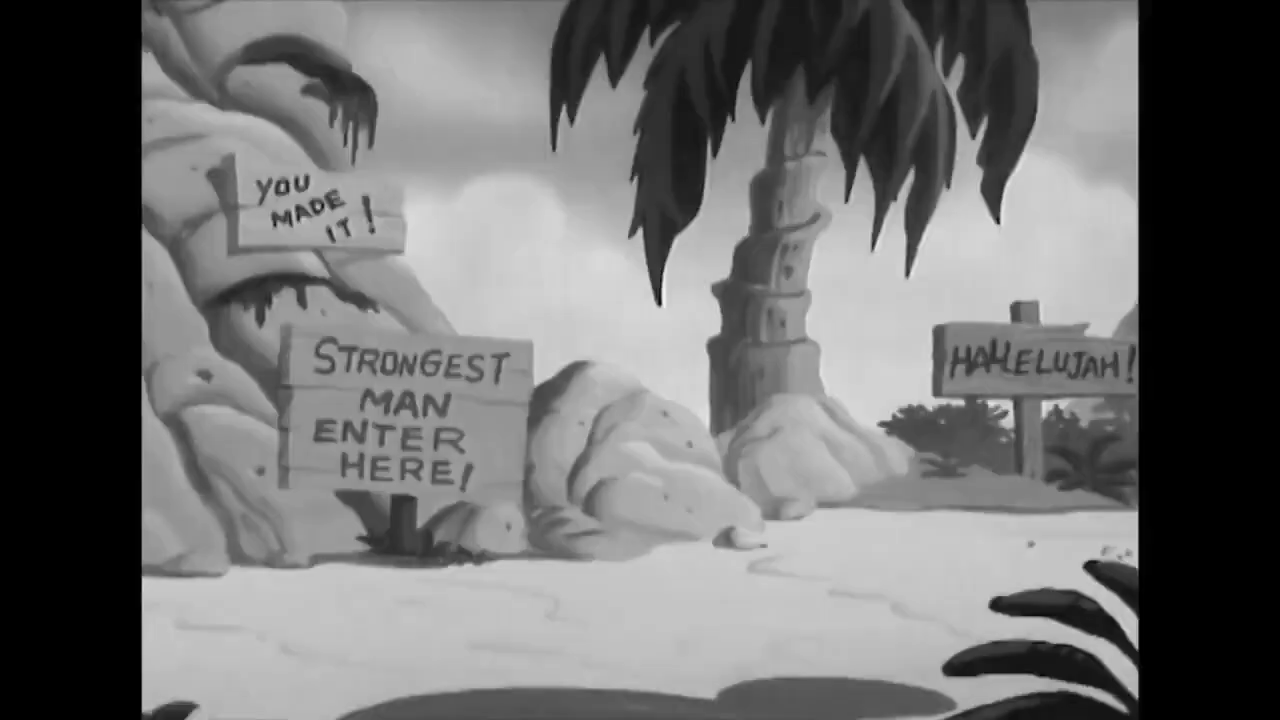 YOU
MADE
IT!
STRONGEST
MAN
ENTER
HERE!
HALLELUJAH!